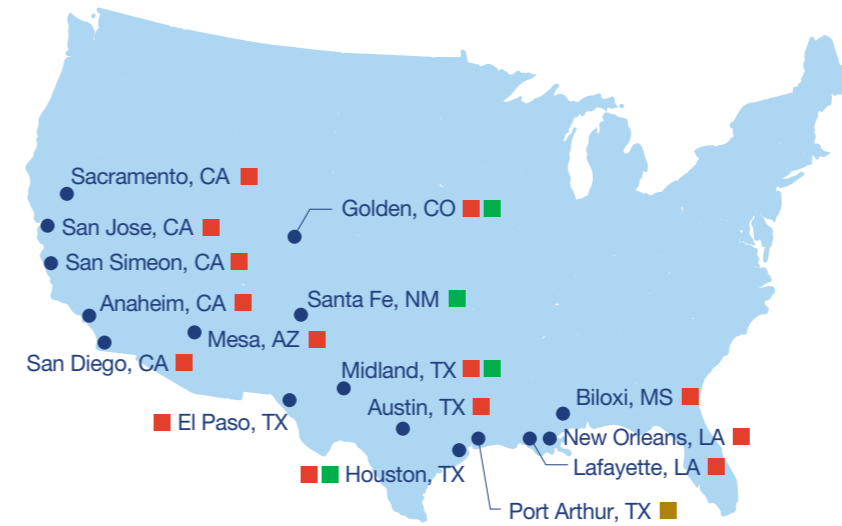 Sacramento, CA
Golden, CO
San Jose, CA
San Simeon, CA
Anaheim, CA
Santa Fe, NM
Mesa, AZ
San Diego, CA
Midland, TX
Biloxi, MS
Austin, TX
El Paso, TX
New Orleans, LA
Lafayette, LA
Houston, TX
Port Arthur, TX